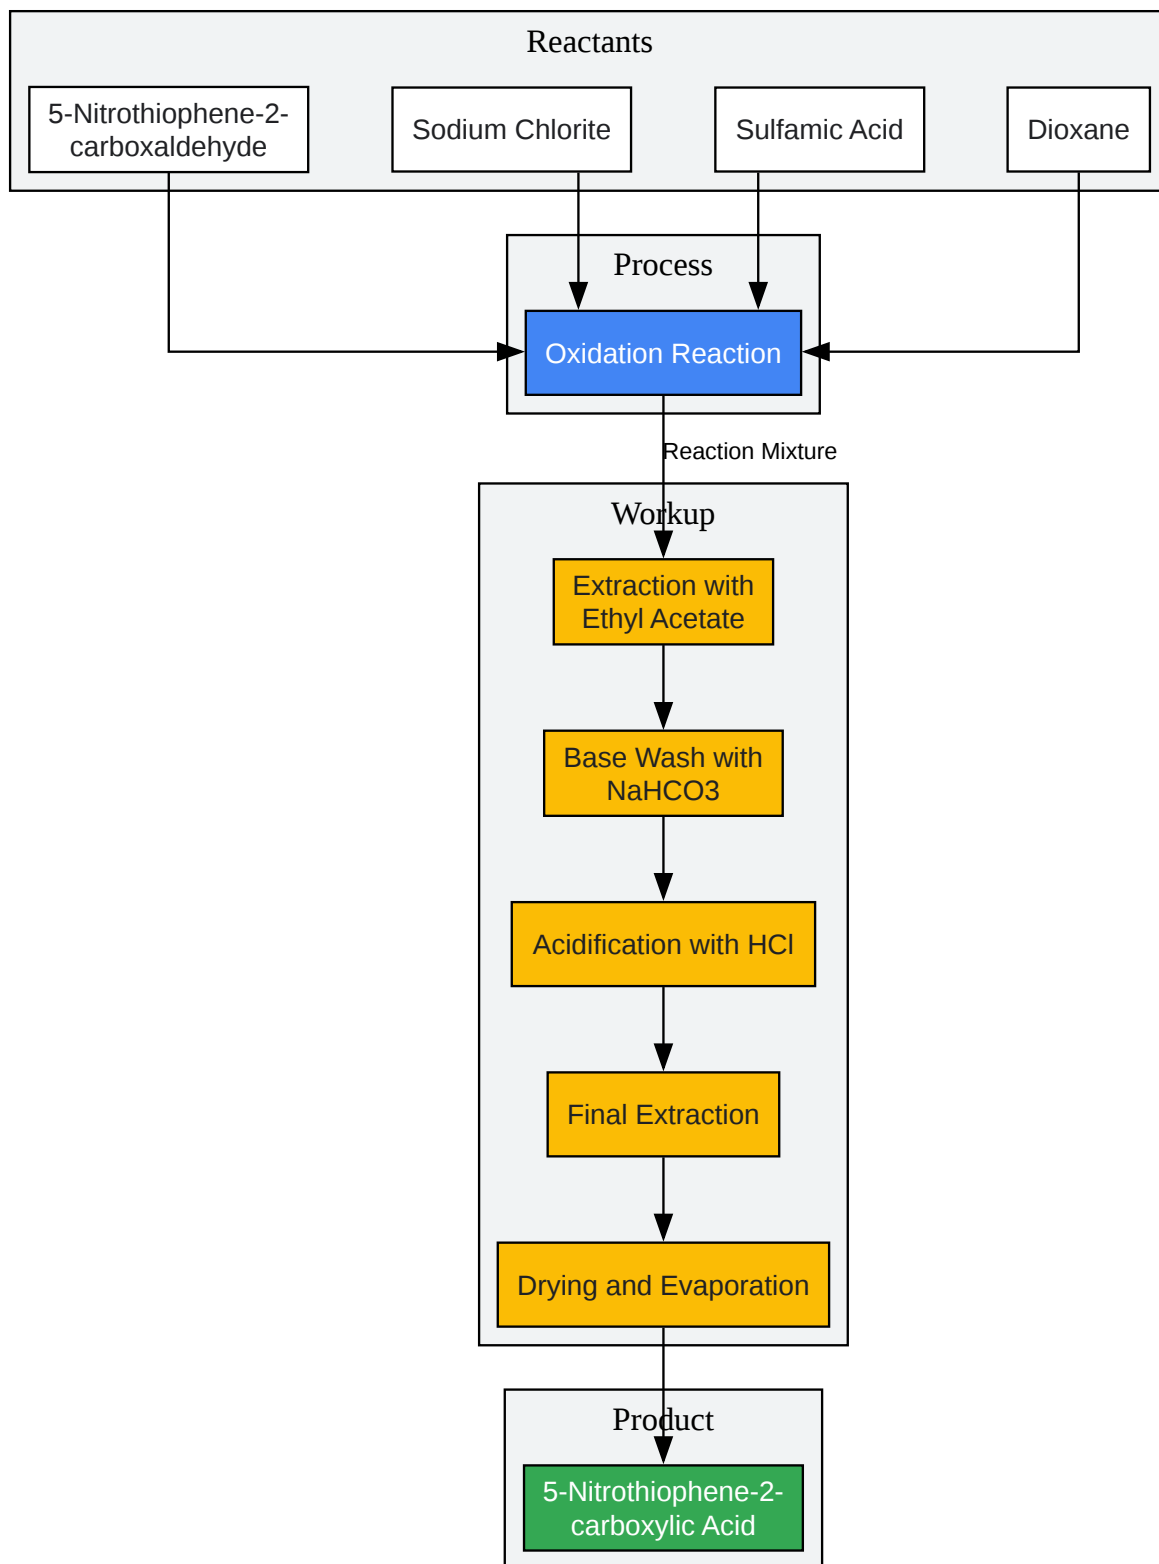 Reactants
5-Nitrothiophene-2-
carboxaldehyde
Sodium Chlorite
Sulfamic Acid
Dioxane
Process
Oxidation Reaction
Reaction Mixture
Workup
Extraction with
Ethyl Acetate
Base Wash with
NaHCO3
Acidification with HCl
Final Extraction
Drying and Evaporation
Product
5-Nitrothiophene-2-
carboxylic Acid